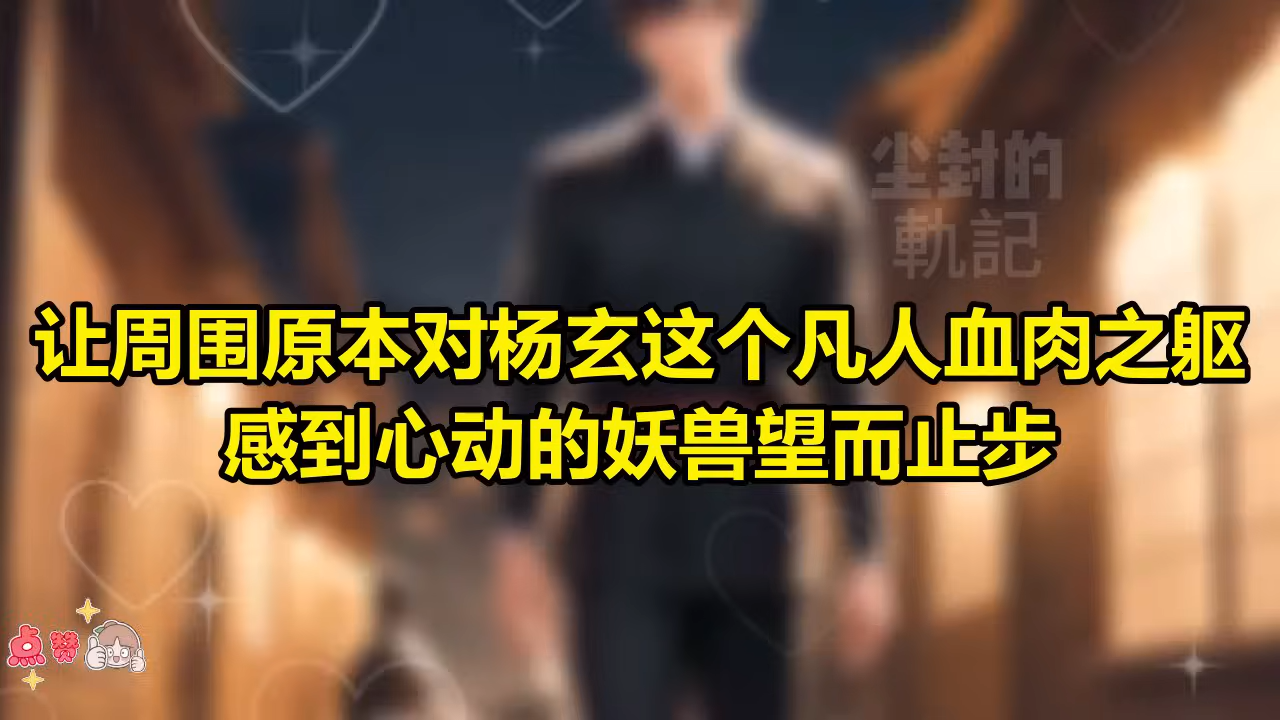 尘封的
軌記
让周围原本对杨玄这个凡人血肉之躯
感到心动的妖兽望而止步
点赞